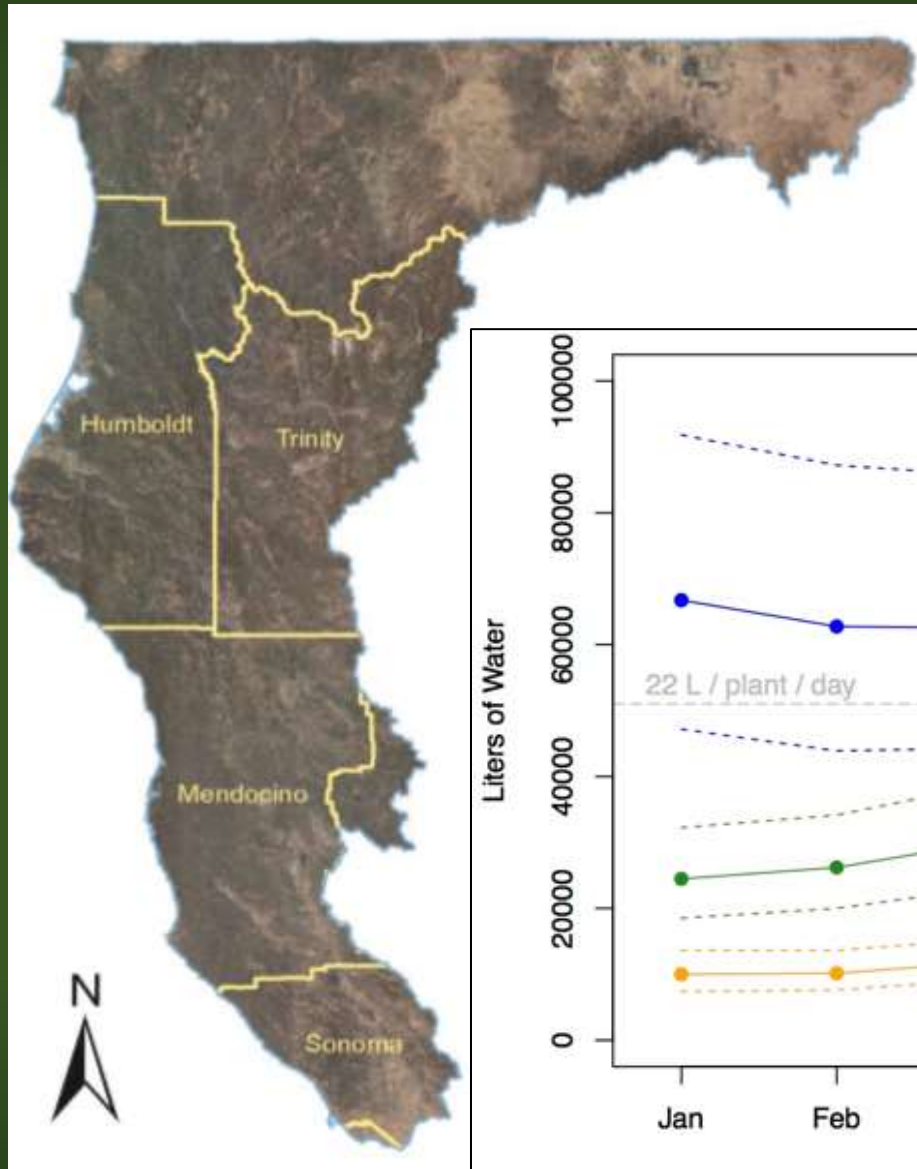 Humboldt
Trinity
Mendocino
Sonoma
N
Liters of Water
100000
80000
60000
40000
20000
0
22 L / plant / day
Jan Feb